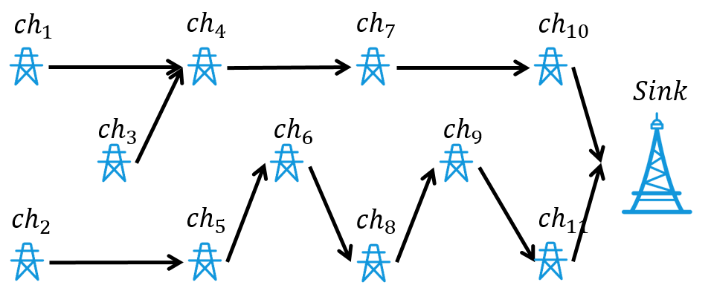 ch₁ ch₄ ch₇ ch₁₀
Sink
ch₃ ch₆ ch₉
ch₂ ch₅ ch₈ ch₁₁